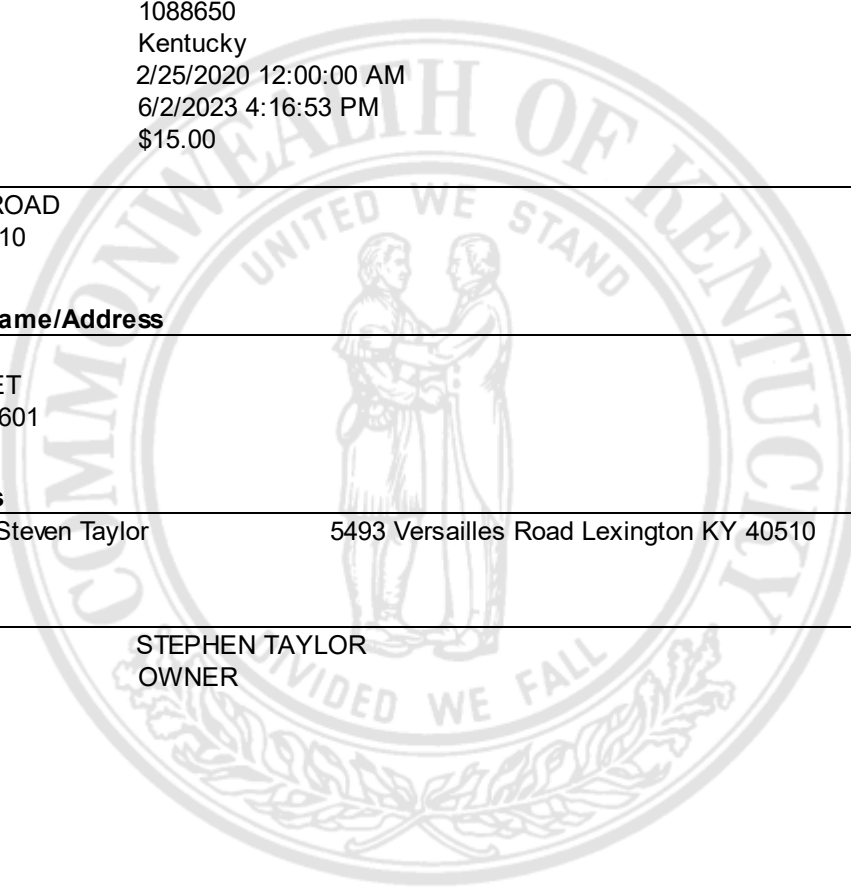 1088650
Kentucky
2/25/2020 12:00:00 AM
6/2/2023 4:16:53 PM
$15.00
ROAD
10
ame/Address
ET
601
s
Steven Taylor 5493 Versailles Road Lexington KY 40510
STEPHEN TAYLOR
OWNER
COMMONWEALTH OF KENTUCKY
UNITED WE STAND
DIVIDED WE FALL